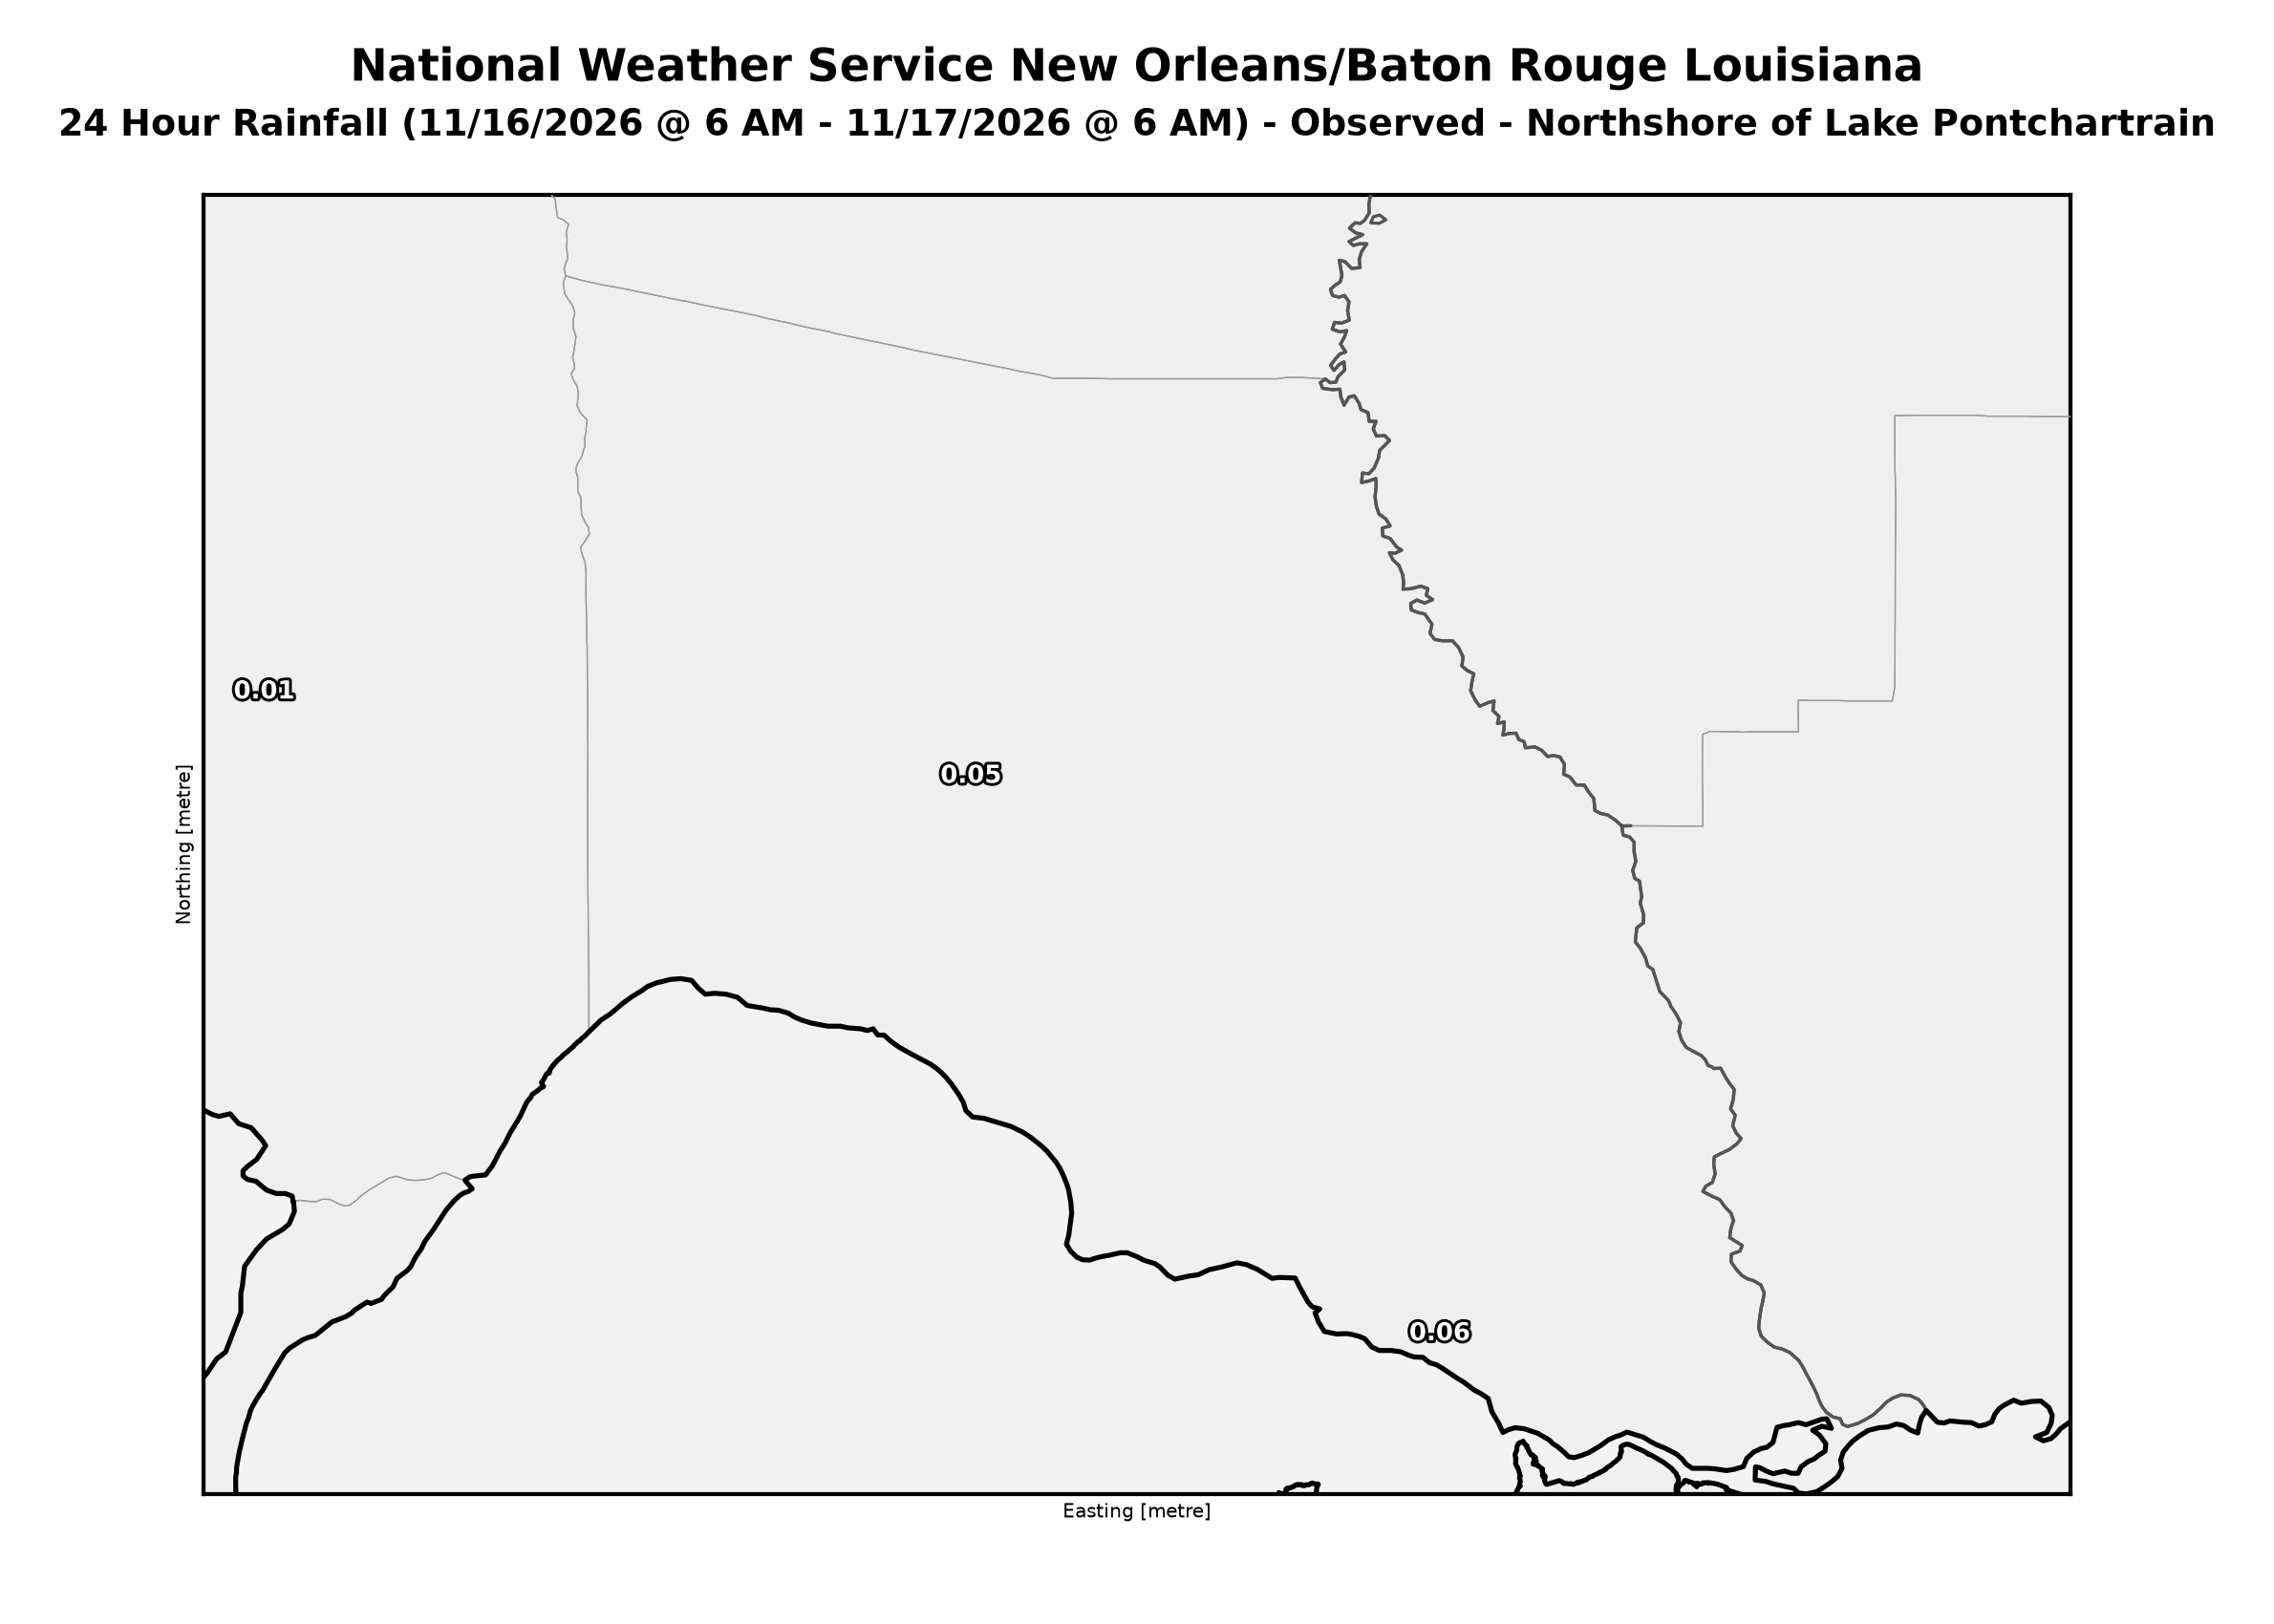 National Weather Service New Orleans/Baton Rouge Louisiana
24 Hour Rainfall (11/16/2026 @ 6 AM - 11/17/2026 @ 6 AM) - Observed - Northshore of Lake Pontchartrain
0.01
0.05
Northing [metre]
0.06
Easting [metre]